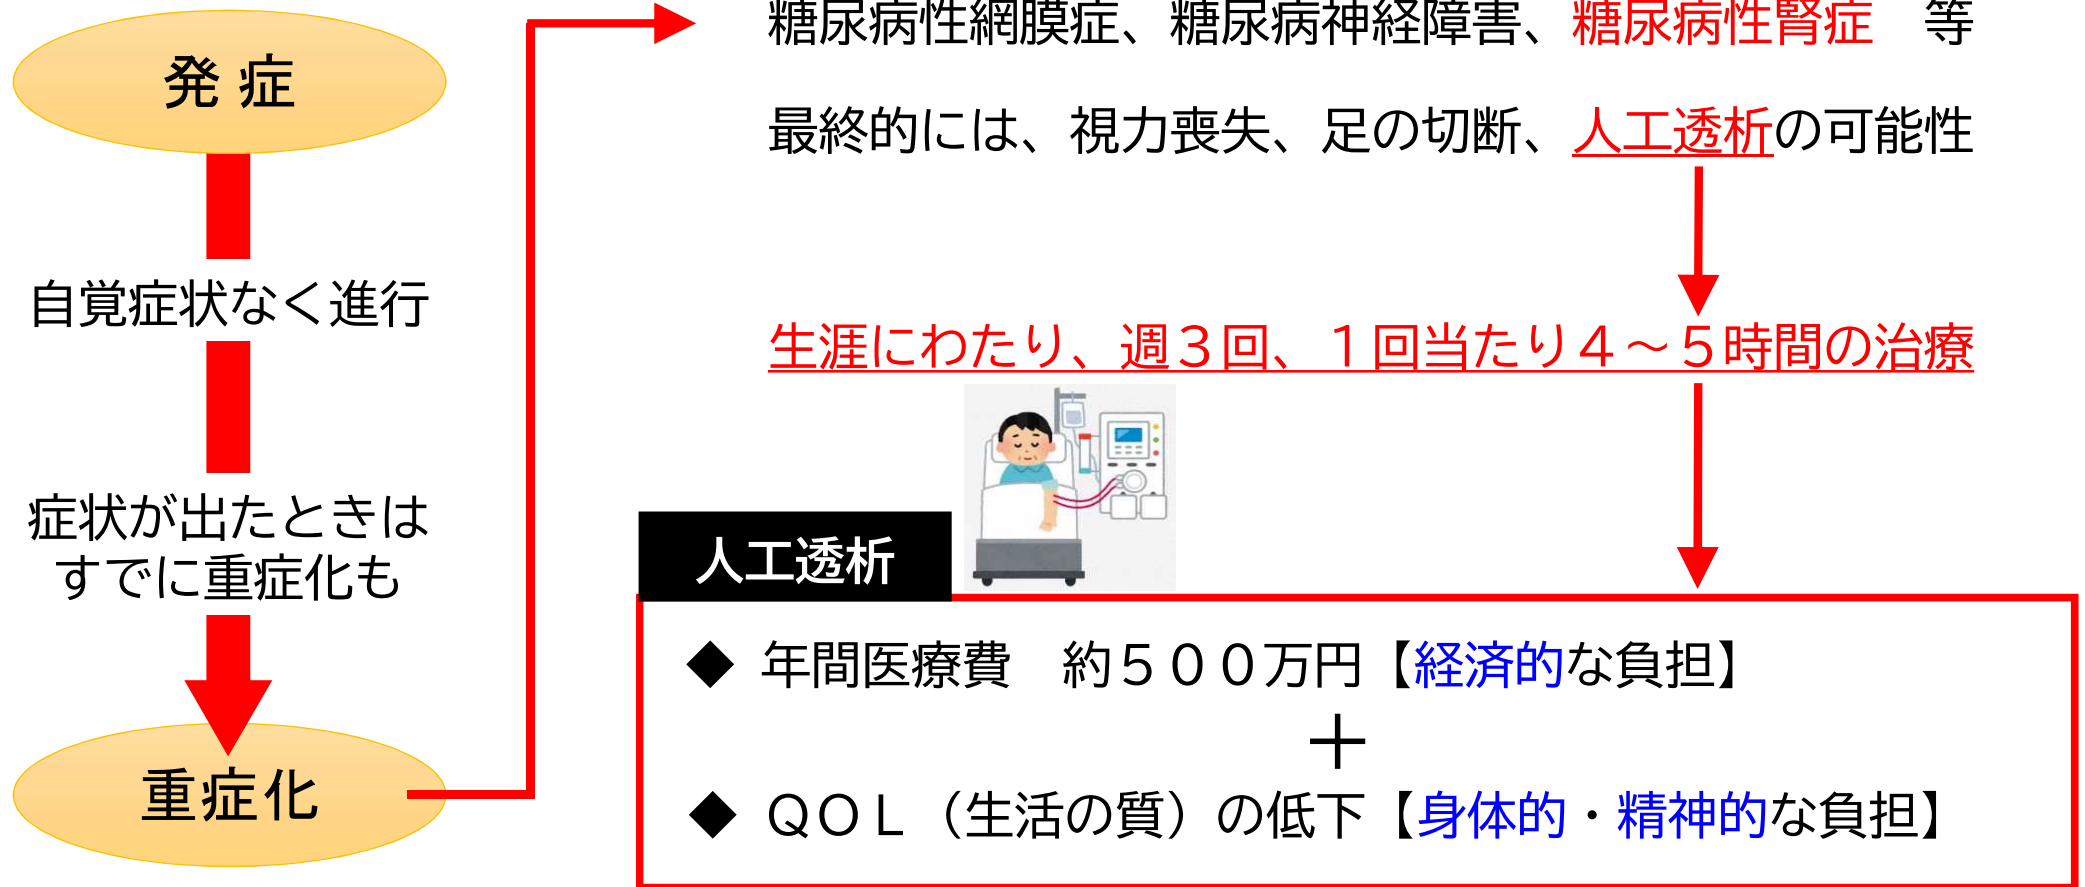 発 症
自覚症状なく進行
症状が出たときは
すでに重症化も
重症化
糖尿病性網膜症、糖尿病神経障害、糖尿病性腎症　等
最終的には、視力喪失、足の切断、人工透析の可能性
生涯にわたり、週３回、１回当たり４～５時間の治療
人工透析
◆ 年間医療費　約５００万円【経済的な負担】
＋
◆ ＱＯＬ（生活の質）の低下【身体的・精神的な負担】